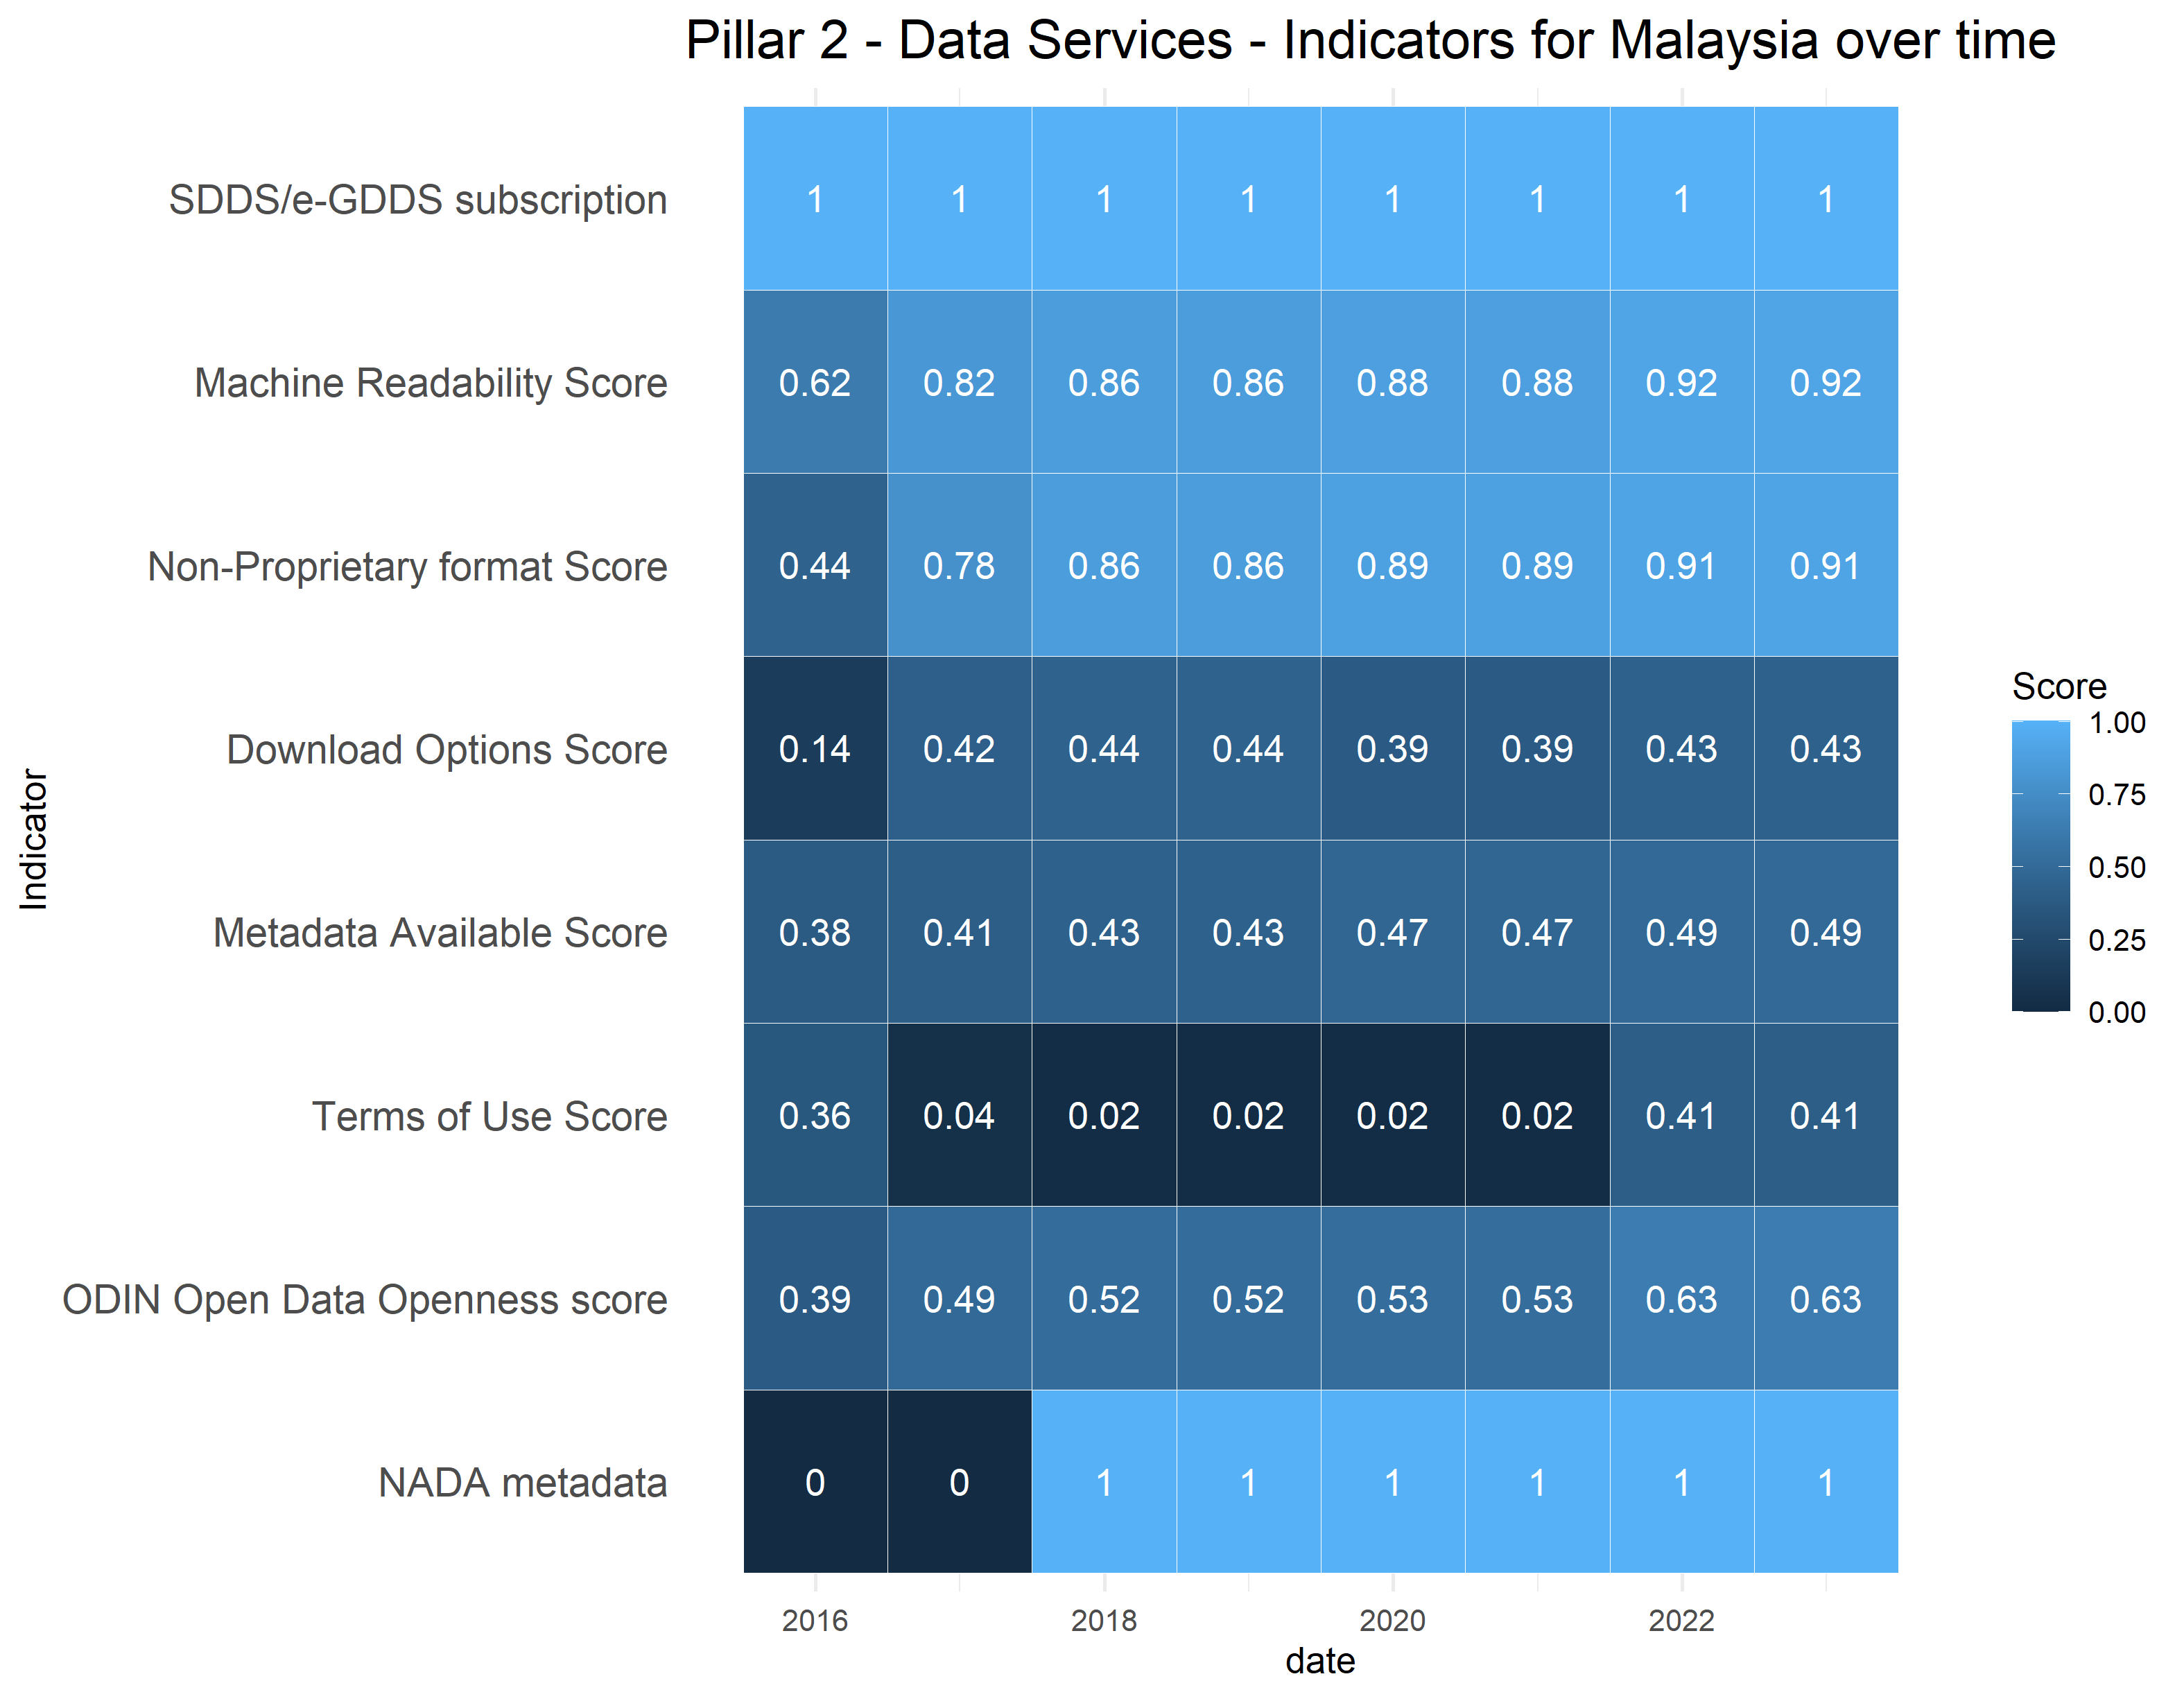 Pillar 2 - Data Services - Indicators for Malaysia over time
Indicator
SDDS/e-GDDS subscription 1 1 1 1 1 1 1 1
Machine Readability Score 0.62 0.82 0.86 0.86 0.88 0.88 0.92 0.92
Non-Proprietary format Score 0.44 0.78 0.86 0.86 0.89 0.89 0.91 0.91
Download Options Score 0.14 0.42 0.44 0.44 0.39 0.39 0.43 0.43
Metadata Available Score 0.38 0.41 0.43 0.43 0.47 0.47 0.49 0.49
Terms of Use Score 0.36 0.04 0.02 0.02 0.02 0.02 0.41 0.41
ODIN Open Data Openness score 0.39 0.49 0.52 0.52 0.53 0.53 0.63 0.63
NADA metadata 0 0 1 1 1 1 1 1
2016 2018 2020 2022
date
Score
1.00
0.75
0.50
0.25
0.00